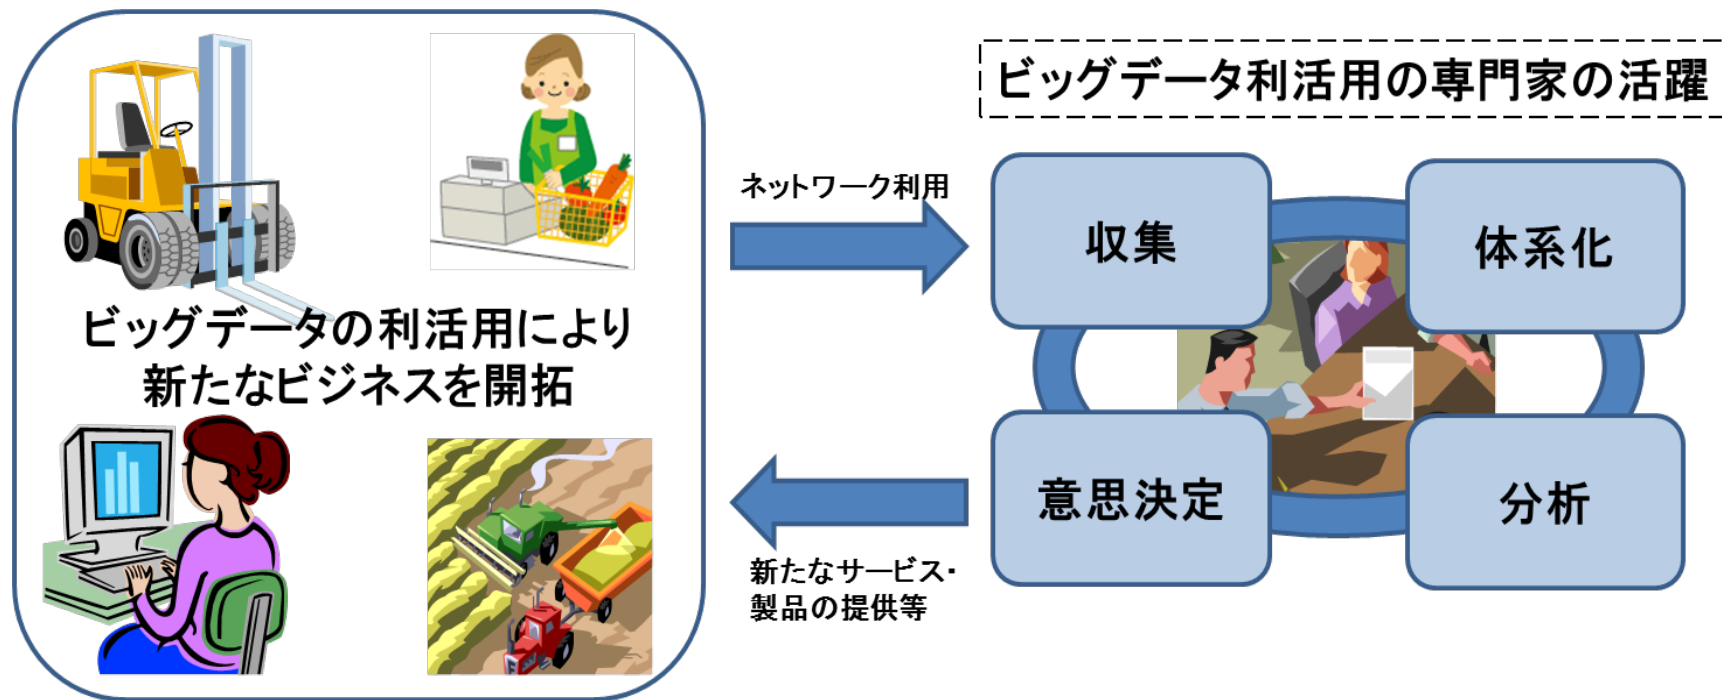 ビッグデータ利活用の専門家の活躍
ビッグデータの利活用により
新たなビジネスを開拓
ネットワーク利用
新たなサービス・
製品の提供等
収集
体系化
意思決定
分析